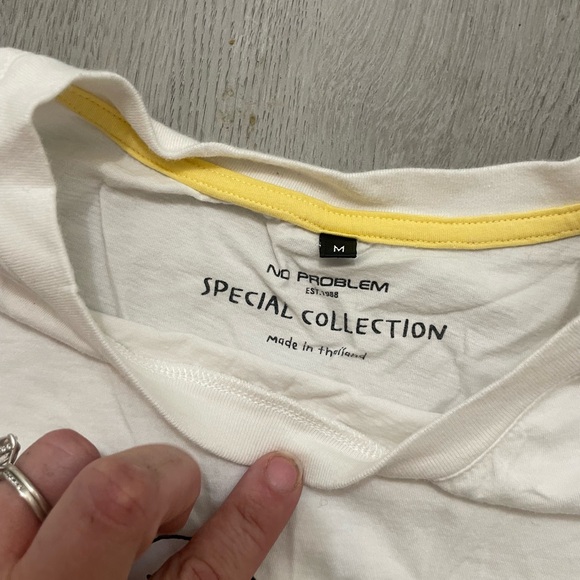 M
NO PROBLEM
EST.1988
SPECIAL COLLECTION
Made in thailand